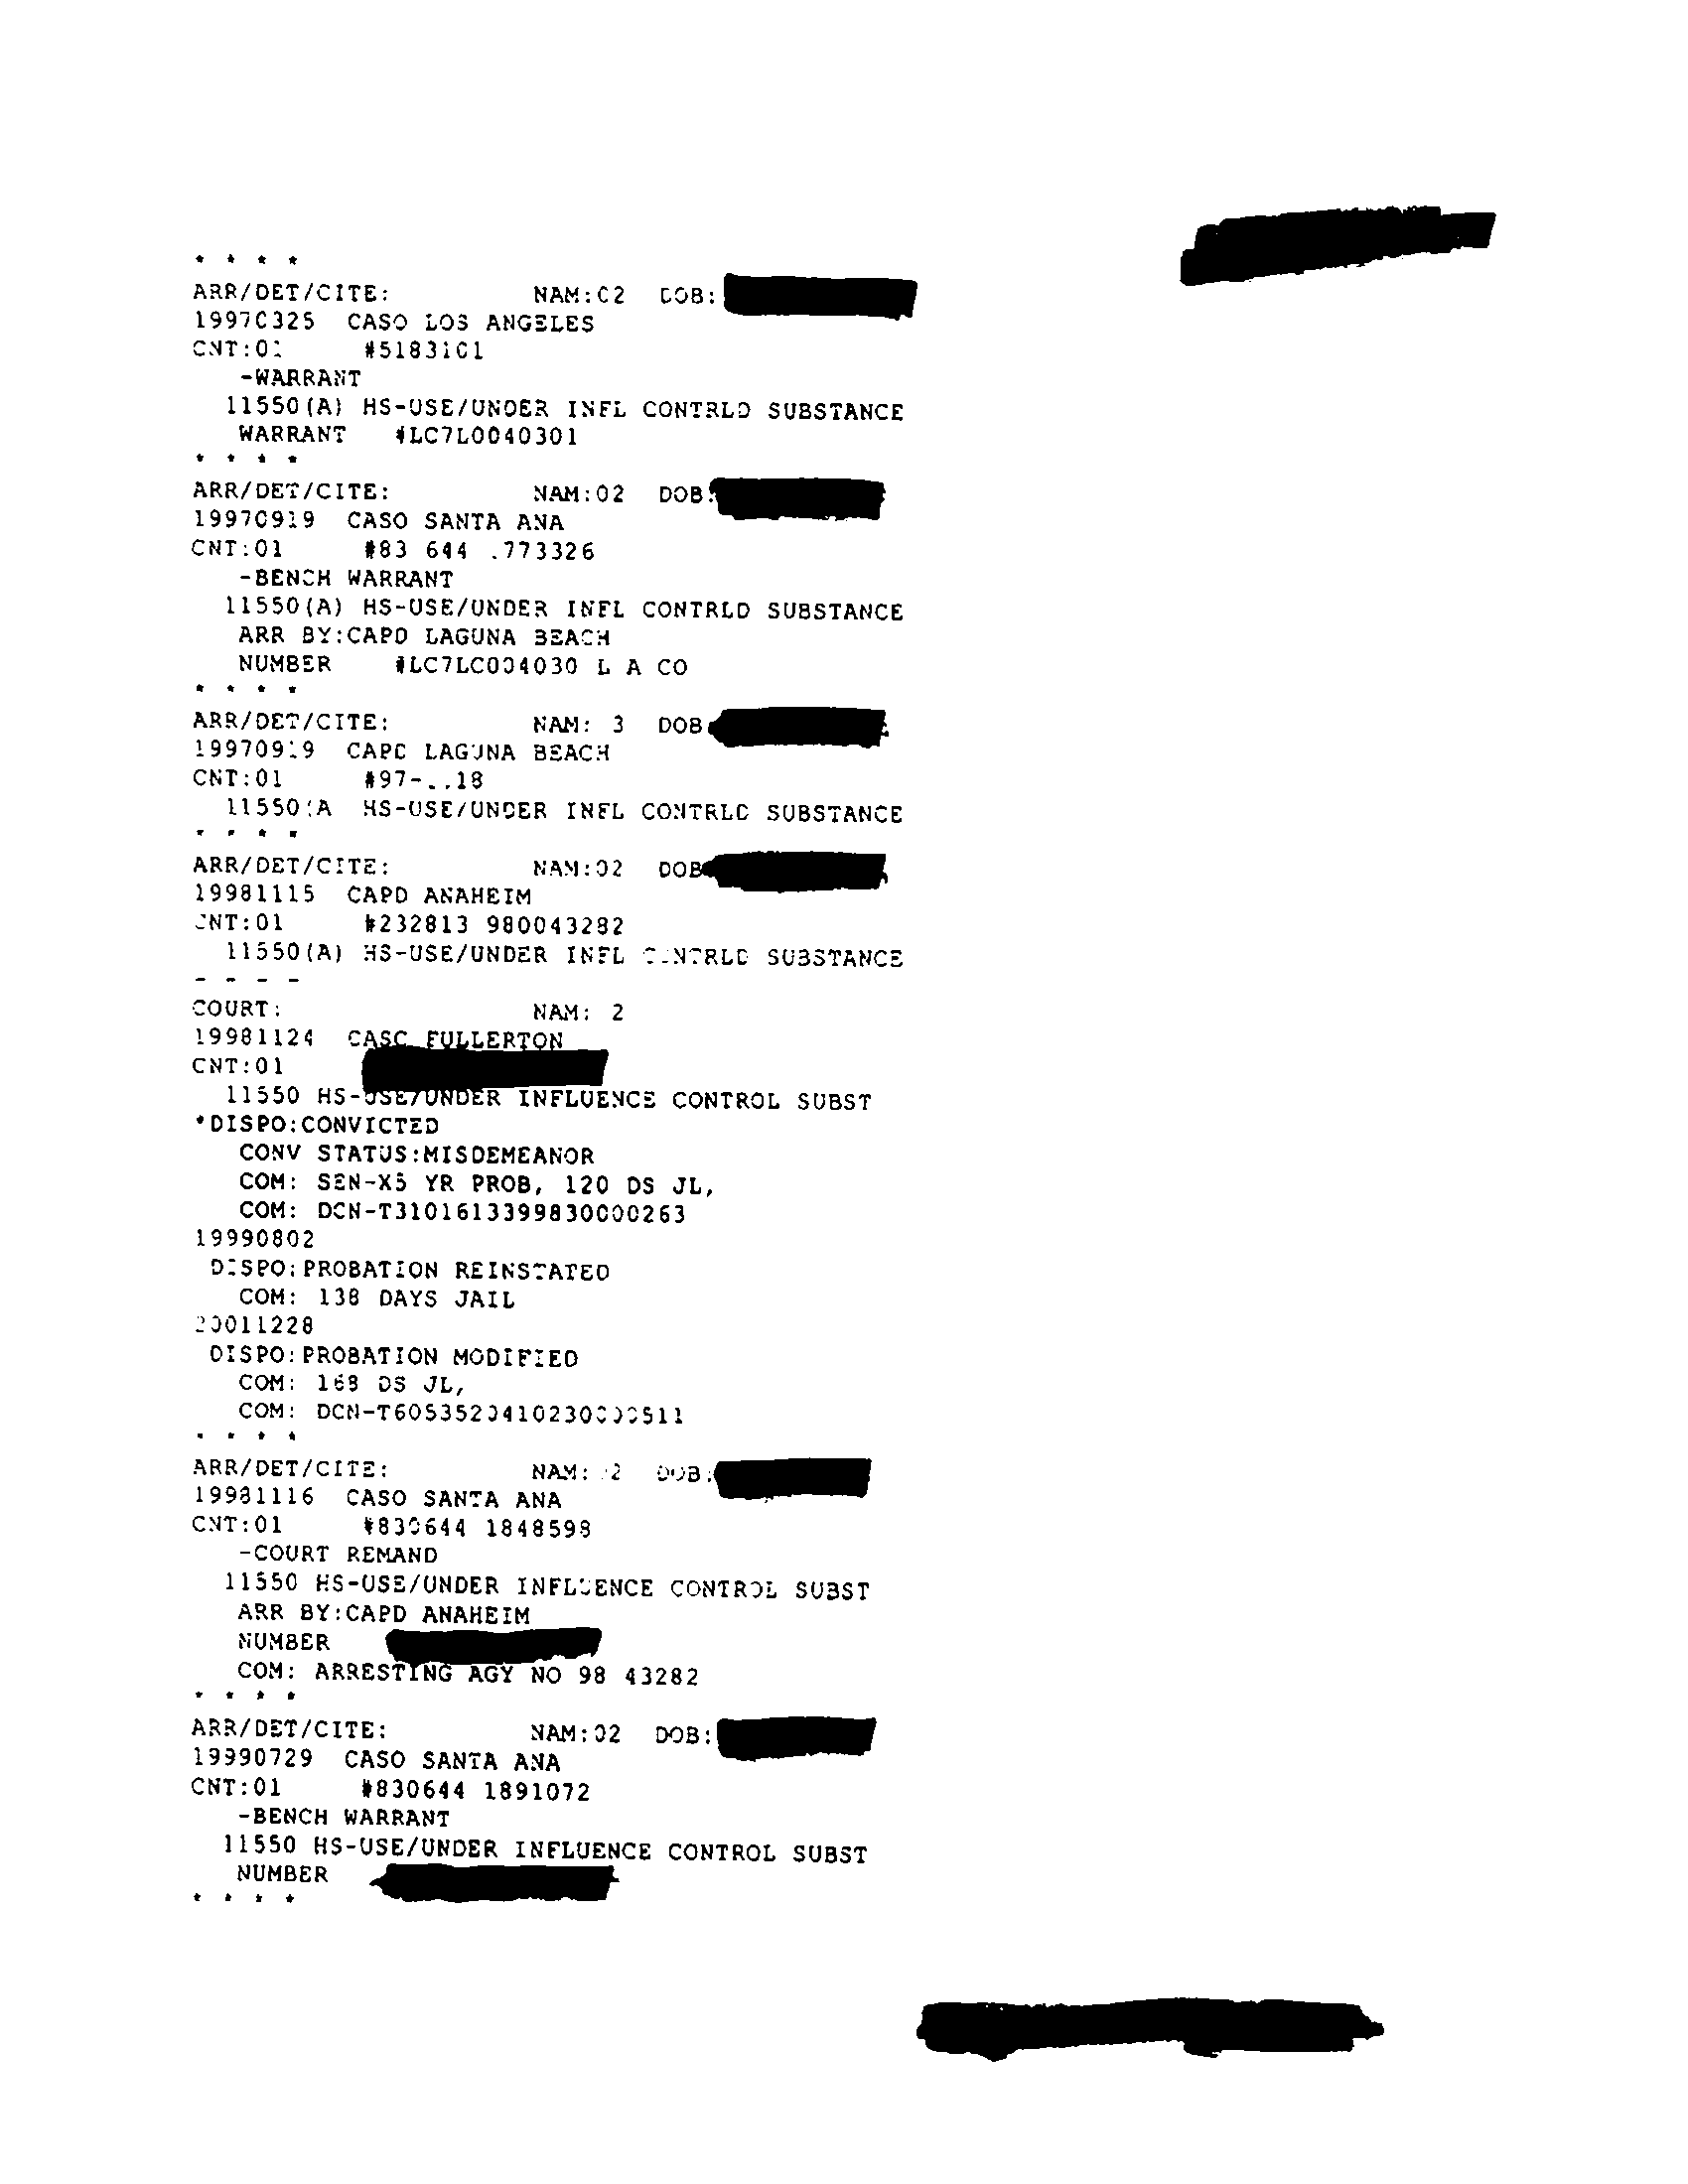 * * * *
ARR/DET/CITE: NAM:02 DOB:
19970325 CASO LOS ANGELES
CNT:01 #5183101
-WARRANT
11550(A) HS-USE/UNDER INFL CONTRLD SUBSTANCE
WARRANT #LC7L0040301
* * * *
ARR/DET/CITE: NAM:02 DOB:
19970919 CASO SANTA ANA
CNT:01 #83 644 773326
-BENCH WARRANT
11550(A) HS-USE/UNDER INFL CONTRLD SUBSTANCE
ARR BY:CAPD LAGUNA BEACH
NUMBER #LC7LC004030 L A CO
* * * *
ARR/DET/CITE: NAM: 3 DOB
19970919 CAPD LAGUNA BEACH
CNT:01
11550(A HS-USE/UNDER INFL CONTRLD SUBSTANCE
* * * *
ARR/DET/CITE: NAM:02 DOB
19981115 CAPD ANAHEIM
CNT:01 #232813 980043282
11550(A) HS-USE/UNDER INFL CONTRLD SUBSTANCE
- - - -
COURT: NAM: 2
19981124 CASC FULLERTON
CNT:01
11550 HS-USE/UNDER INFLUENCE CONTROL SUBST
*DISPO:CONVICTED
CONV STATUS:MISDEMEANOR
COM: SEN-X5 YR PROB, 120 DS JL,
COM: DCN-T3101613399830000263
19990802
DISPO:PROBATION REINSTATED
COM: 138 DAYS JAIL
20011228
DISPO:PROBATION MODIFIED
COM: 168 DS JL,
COM: DCN-T6053520410230000511
* * * *
ARR/DET/CITE: NAM: 2 DOB:
19981116 CASO SANTA ANA
CNT:01 #830644 1848598
-COURT REMAND
11550 HS-USE/UNDER INFLUENCE CONTROL SUBST
ARR BY:CAPD ANAHEIM
NUMBER
COM: ARRESTING AGY NO 98 43282
* * * *
ARR/DET/CITE: NAM:02 DOB:
19990729 CASO SANTA ANA
CNT:01 #830644 1891072
-BENCH WARRANT
11550 HS-USE/UNDER INFLUENCE CONTROL SUBST
NUMBER
* * * *